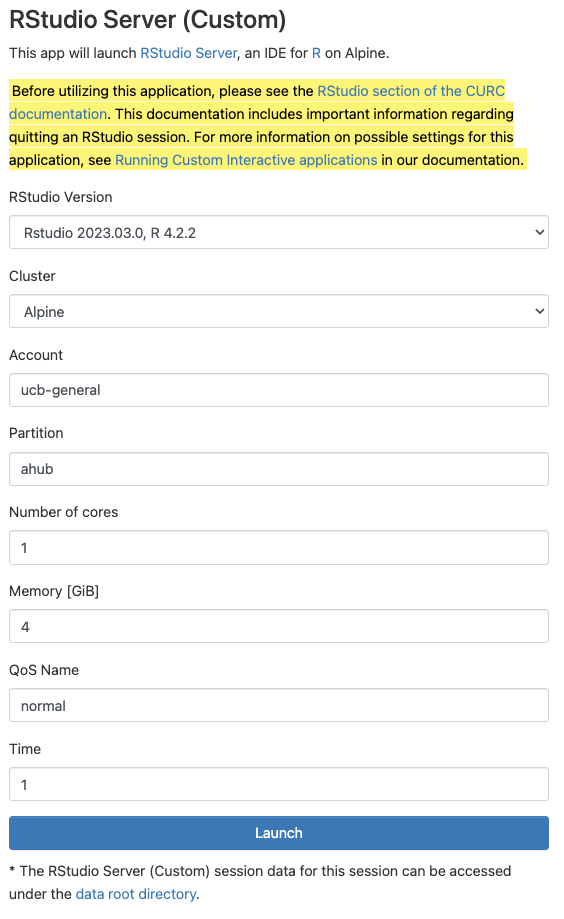 RStudio Server (Custom)
This app will launch RStudio Server, an IDE for R on Alpine.
Before utilizing this application, please see the RStudio section of the CURC
documentation. This documentation includes important information regarding
quitting an RStudio session. For more information on possible settings for this
application, see Running Custom Interactive applications in our documentation.
RStudio Version
Rstudio 2023.03.0, R 4.2.2
Cluster
Alpine
Account
ucb-general
Partition
ahub
Number of cores
1
Memory [GiB]
4
QoS Name
normal
Time
1
Launch
* The RStudio Server (Custom) session data for this session can be accessed
under the data root directory.